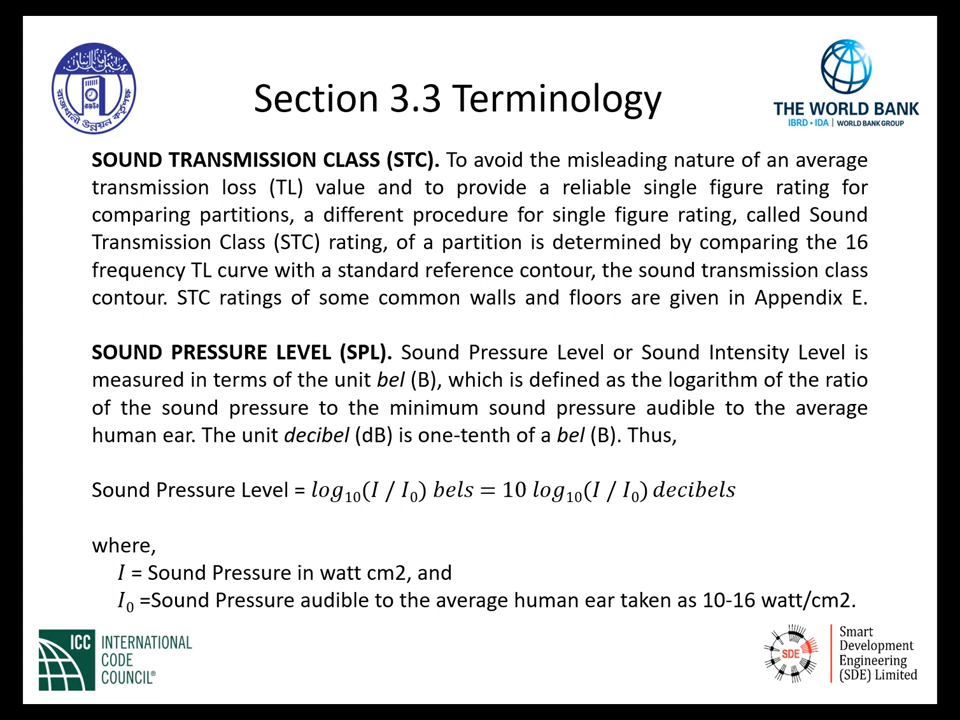 Section 3.3 Terminology
THE WORLD BANK
IBRD • IDA | WORLD BANK GROUP
SOUND TRANSMISSION CLASS (STC). To avoid the misleading nature of an average
transmission loss (TL) value and to provide a reliable single figure rating for
comparing partitions, a different procedure for single figure rating, called Sound
Transmission Class (STC) rating, of a partition is determined by comparing the 16
frequency TL curve with a standard reference contour, the sound transmission class
contour. STC ratings of some common walls and floors are given in Appendix E.
SOUND PRESSURE LEVEL (SPL). Sound Pressure Level or Sound Intensity Level is
measured in terms of the unit bel (B), which is defined as the logarithm of the ratio
of the sound pressure to the minimum sound pressure audible to the average
human ear. The unit decibel (dB) is one-tenth of a bel (B). Thus,
Sound Pressure Level = log₁₀(I / I₀) bels = 10 log₁₀(I / I₀) decibels
where,
I = Sound Pressure in watt cm2, and
I₀ =Sound Pressure audible to the average human ear taken as 10-16 watt/cm2.
ICC INTERNATIONAL
CODE
COUNCIL®
SDE
Smart
Development
Engineering
(SDE) Limited